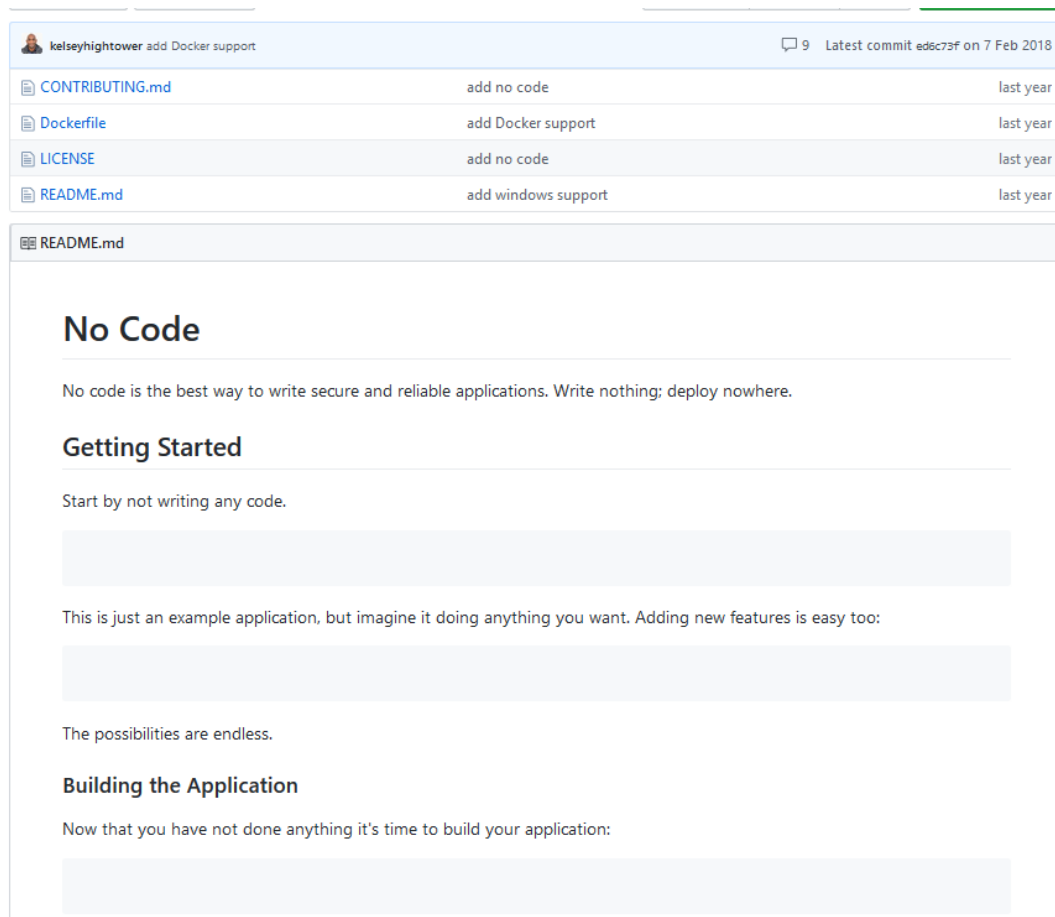 kelseyhightower add Docker support 9 Latest commit ed6c73f on 7 Feb 2018
CONTRIBUTING.md add no code last year
Dockerfile add Docker support last year
LICENSE add no code last year
README.md add windows support last year
README.md
No Code
No code is the best way to write secure and reliable applications. Write nothing; deploy nowhere.
Getting Started
Start by not writing any code.
This is just an example application, but imagine it doing anything you want. Adding new features is easy too:
The possibilities are endless.
Building the Application
Now that you have not done anything it's time to build your application: